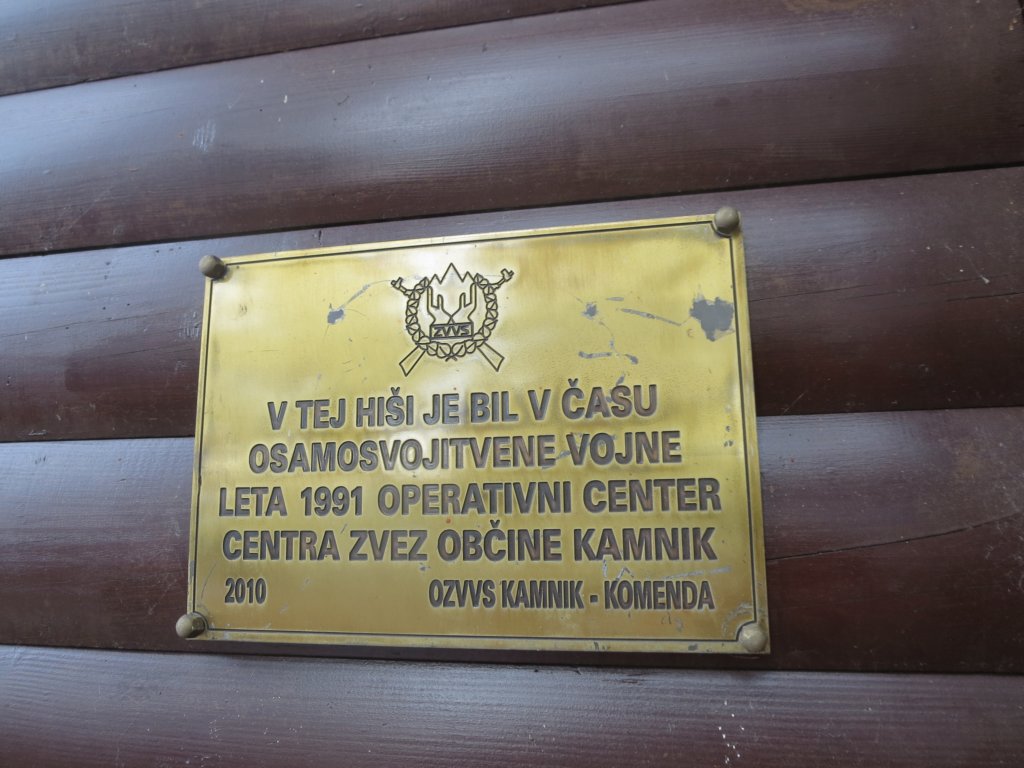 ZVVS
V TEJ HIŠI JE BIL V ČASU
OSAMOSVOJITVENE VOJNE
LETA 1991 OPERATIVNI CENTER
CENTRA ZVEZ OBČINE KAMNIK
2010 OZVVS KAMNIK - KOMENDA